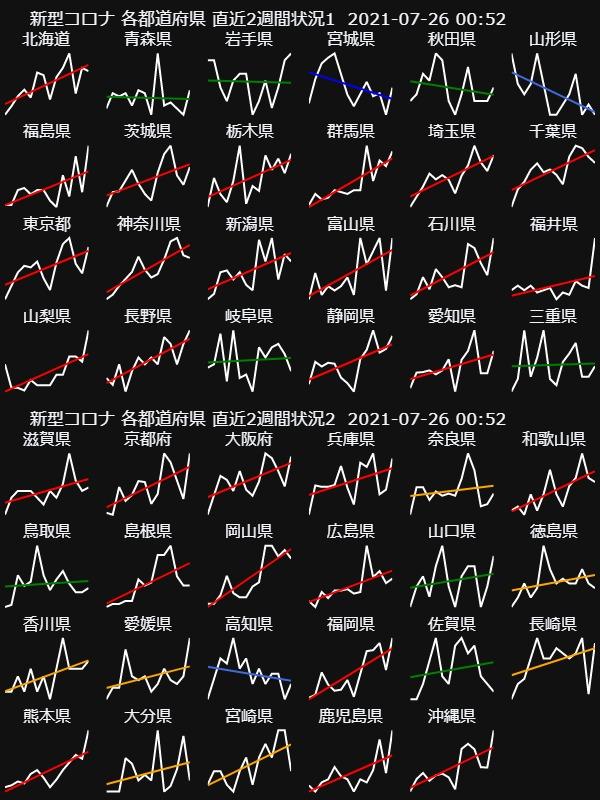 新型コロナ 各都道府県 直近2週間状況1 2021-07-26 00:52
北海道 青森県 岩手県 宮城県 秋田県 山形県
福島県 茨城県 栃木県 群馬県 埼玉県 千葉県
東京都 神奈川県 新潟県 富山県 石川県 福井県
山梨県 長野県 岐阜県 静岡県 愛知県 三重県
新型コロナ 各都道府県 直近2週間状況2 2021-07-26 00:52
滋賀県 京都府 大阪府 兵庫県 奈良県 和歌山県
鳥取県 島根県 岡山県 広島県 山口県 徳島県
香川県 愛媛県 高知県 福岡県 佐賀県 長崎県
熊本県 大分県 宮崎県 鹿児島県 沖縄県